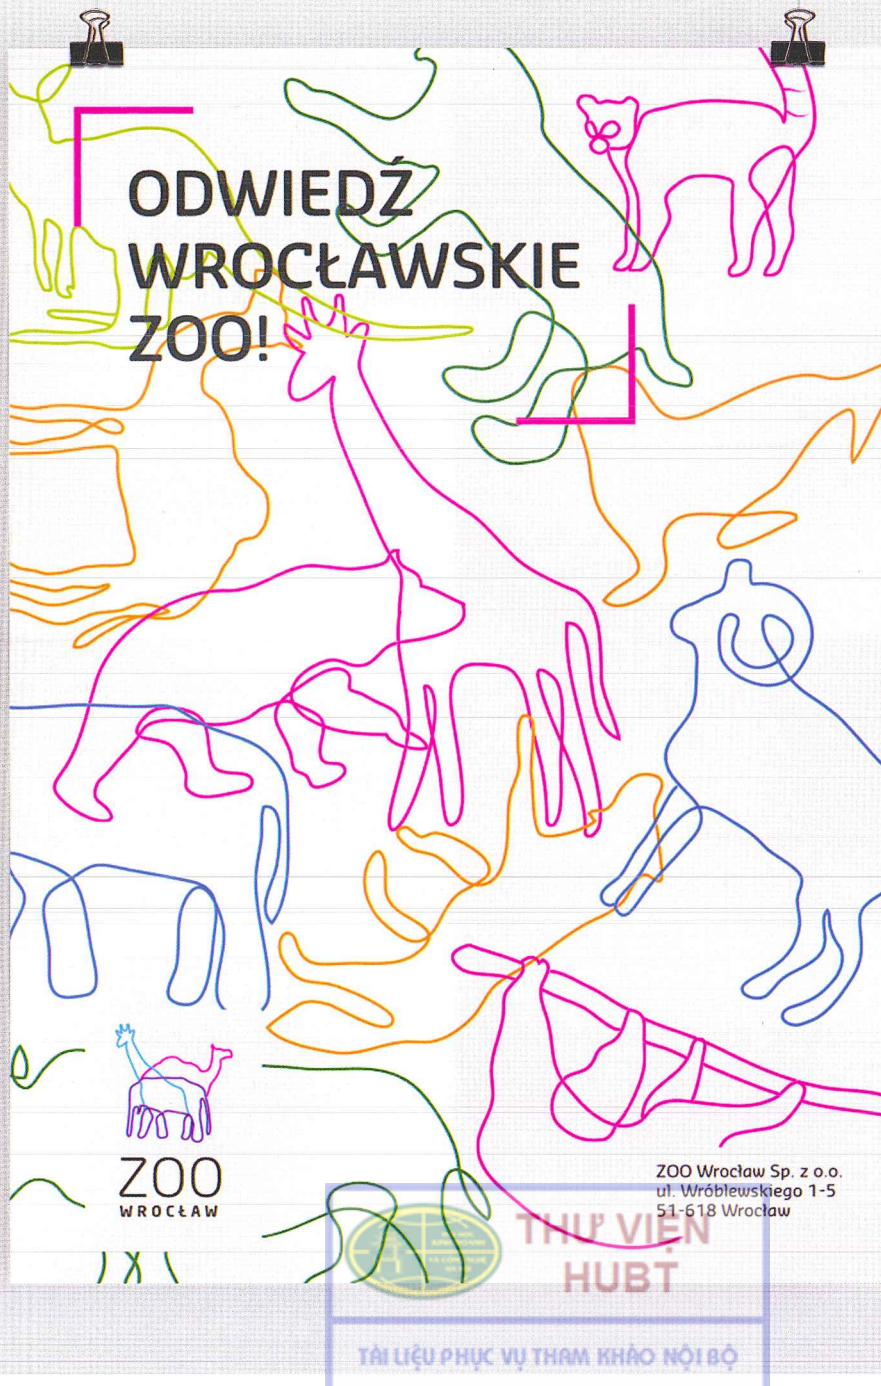 ODWIEDŹ
WROCŁAWSKIE
ZOO!
ZOO
WROCŁAW
ZOO Wrocław Sp. z o.o.
ul. Wróblewskiego 1-5
51-618 Wrocław
THƯ VIỆN
HUBT
TÀI LIỆU PHỤC VỤ THAM KHẢO NỘI BỘ